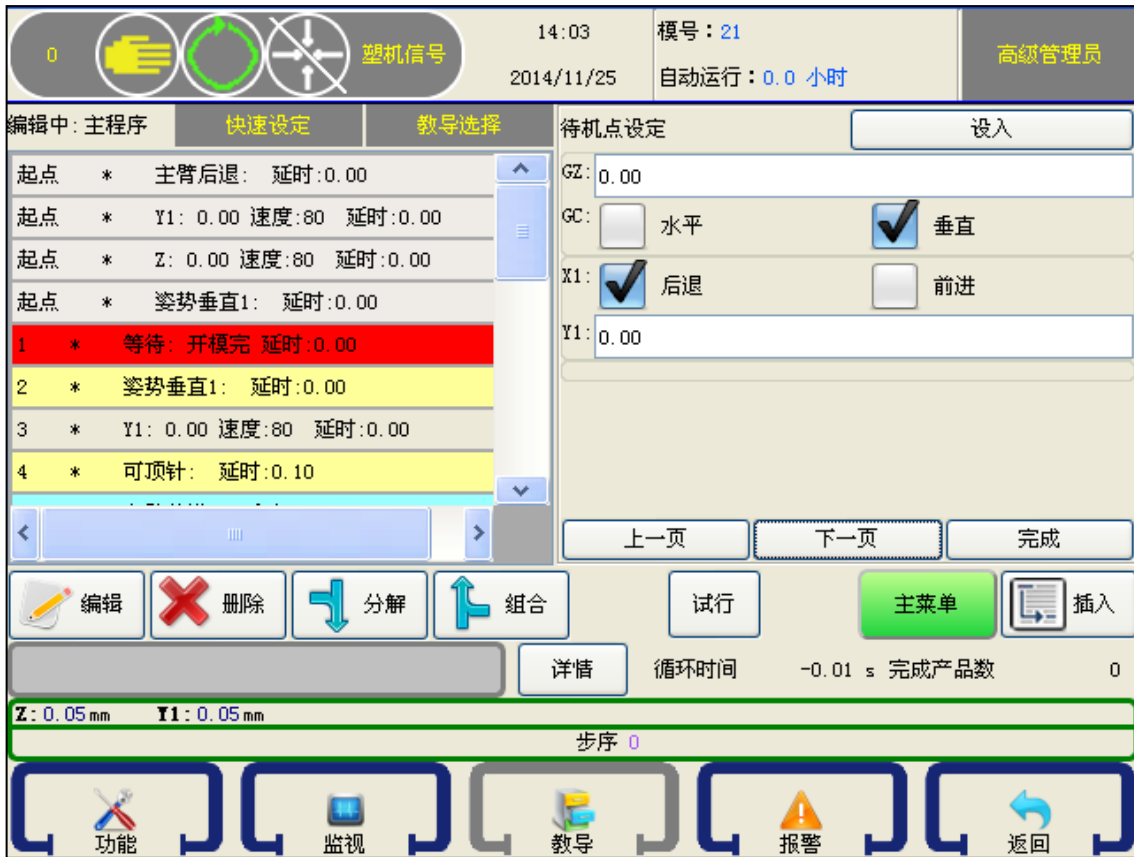 0 塑机信号 14:03 模号：21 高级管理员
2014/11/25 自动运行：0.0 小时
编辑中：主程序 快速设定 教导选择
起点 * 主臂后退: 延时:0.00
起点 * Y1: 0.00 速度:80 延时:0.00
起点 * Z: 0.00 速度:80 延时:0.00
起点 * 姿势垂直1: 延时:0.00
1 * 等待: 开模完 延时:0.00
2 * 姿势垂直1: 延时:0.00
3 * Y1: 0.00 速度:80 延时:0.00
4 * 可顶针: 延时:0.10
待机点设定 设入
GZ: 0.00
GC: 水平 垂直
X1: 后退 前进
Y1: 0.00
上一页 下一页 完成
编辑 删除 分解 组合 试行 主菜单 插入
详情 循环时间 -0.01 s 完成产品数 0
Z:0.05mm Y1:0.05mm
步序 0
功能 监视 教导 报警 返回